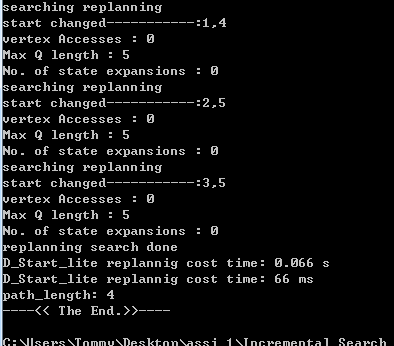 searching replanning
start changed-----------:1,4
vertex Accesses : 0
Max Q length : 5
No. of state expansions : 0
searching replanning
start changed-----------:2,5
vertex Accesses : 0
Max Q length : 5
No. of state expansions : 0
searching replanning
start changed-----------:3,5
vertex Accesses : 0
Max Q length : 5
No. of state expansions : 0
replanning search done
D_Start_lite replannig cost time: 0.066 s
D_Start_lite replannig cost time: 66 ms
path_length: 4
----<< The End.>>----
C:\Users\Tommy\Desktop\assi_1\Incremental Search